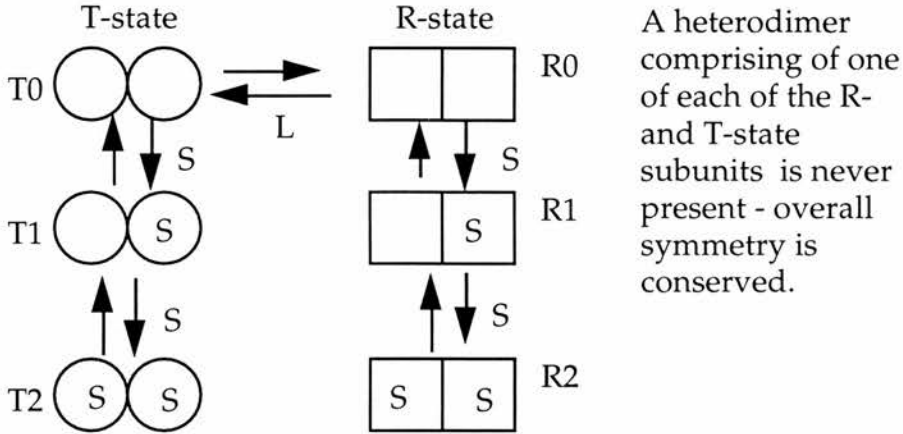 T-state
R-state
T0
R0
L
S
S
T1
S
S
R1
S
S
T2
S
S
S
S
R2
A heterodimer
comprising of one
of each of the R-
and T-state
subunits is never
present - overall
symmetry is
conserved.